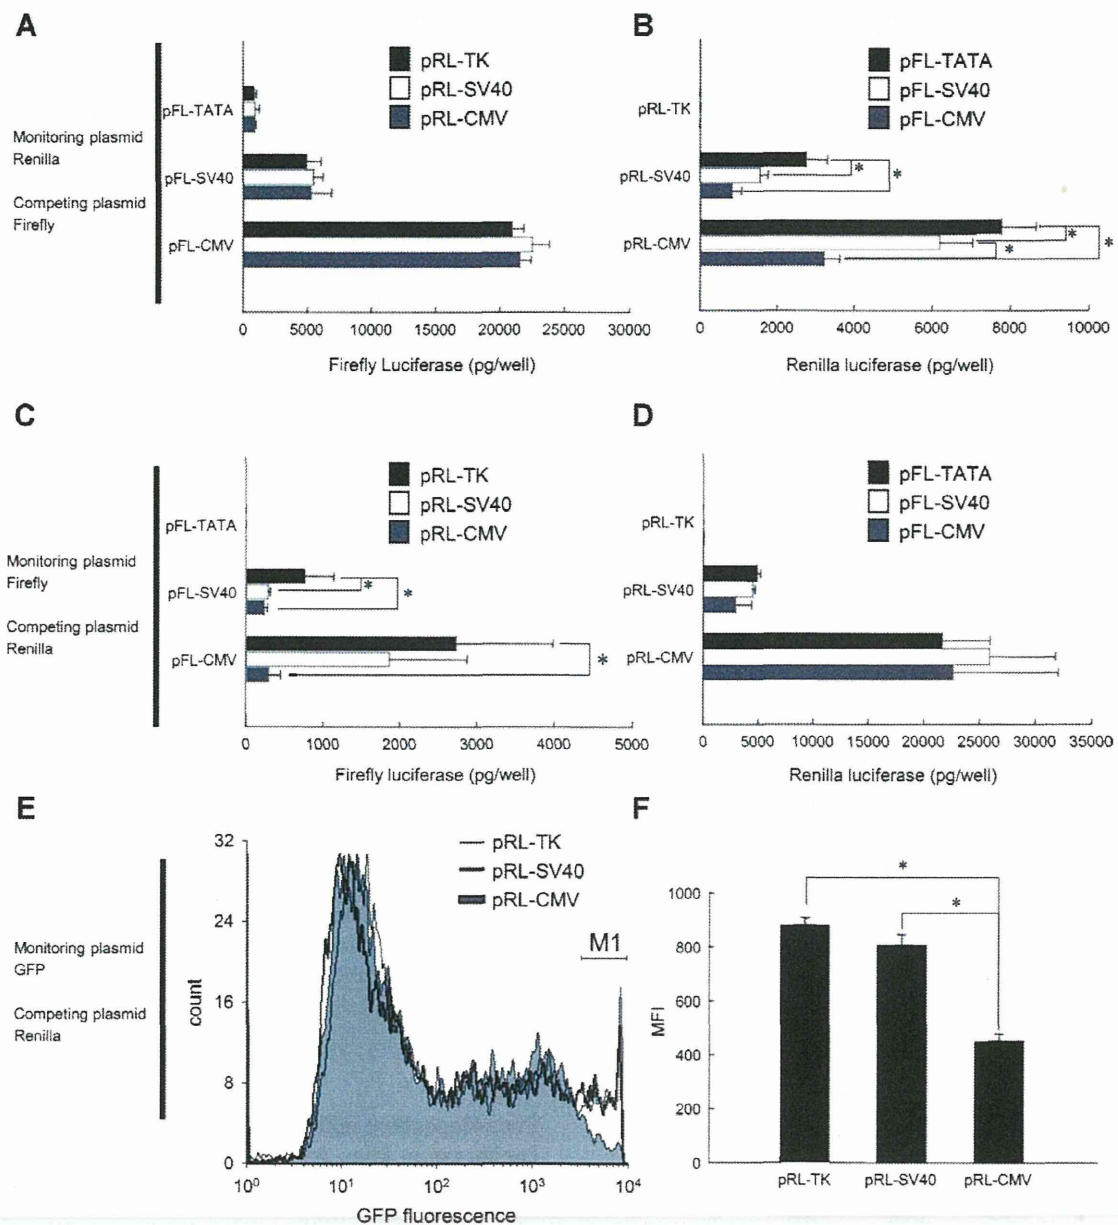 A
pRL-TK
pRL-SV40
pRL-CMV
pFL-TATA
pFL-SV40
pFL-CMV
Monitoring plasmid
Renilla
Competing plasmid
Firefly
0 5000 10000 15000 20000 25000 30000
Firefly Luciferase (pg/well)
B
pFL-TATA
pFL-SV40
pFL-CMV
pRL-TK
pRL-SV40
* *
pRL-CMV
* * *
0 2000 4000 6000 8000 10000
Renilla luciferase (pg/well)
C
pRL-TK
pRL-SV40
pRL-CMV
pFL-TATA
pFL-SV40
* *
pFL-CMV
*
Monitoring plasmid
Firefly
Competing plasmid
Renilla
0 1000 2000 3000 4000 5000
Firefly luciferase (pg/well)
D
pFL-TATA
pFL-SV40
pFL-CMV
pRL-TK
pRL-SV40
pRL-CMV
0 5000 10000 15000 20000 25000 30000 35000
Renilla luciferase (pg/well)
E
Monitoring plasmid
GFP
Competing plasmid
Renilla
pRL-TK
pRL-SV40
pRL-CMV
M1
count
32
24
16
8
0
10⁰ 10¹ 10² 10³ 10⁴
GFP fluorescence
F
*
*
MFI
1000
800
600
400
200
0
pRL-TK pRL-SV40 pRL-CMV